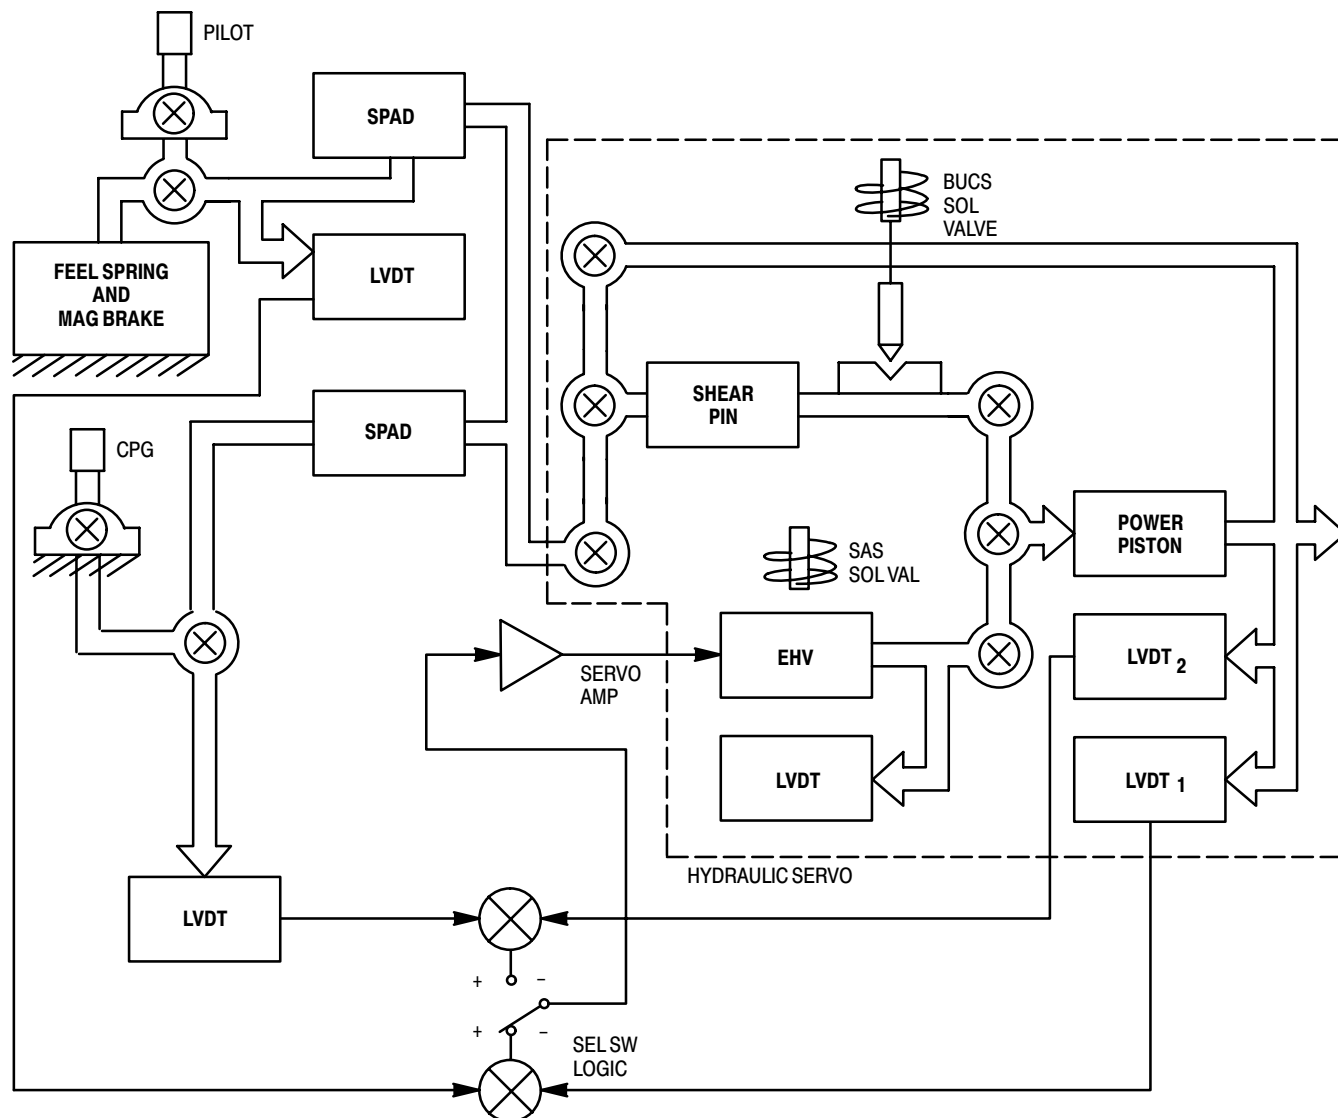 PILOT
SPAD
BUCS
SOL
VALVE
FEEL SPRING
AND
MAG BRAKE
LVDT
SHEAR
PIN
SPAD
CPG
POWER
PISTON
SAS
SOL VAL
EHV
SERVO
AMP
LVDT 2
LVDT
LVDT 1
HYDRAULIC SERVO
LVDT
+ −
+ −
SEL SW
LOGIC